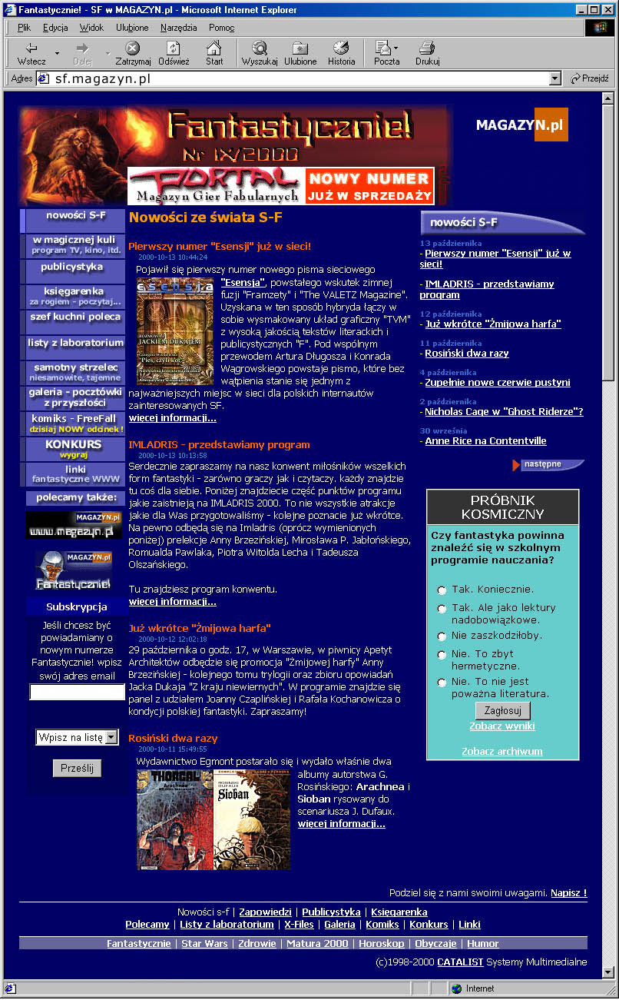 Fantastycznie! - SF w MAGAZYN.pl - Microsoft Internet Explorer
Plik Edycja Widok Ulubione Narzędzia Pomoc
Wstecz Dalej Zatrzymaj Odśwież Start Wyszukaj Ulubione Historia Poczta Drukuj
Adres sf.magazyn.pl Przejdź
Fantastycznie!
Nr IX/2000
MAGAZYN.pl
PORTAL
Magazyn Gier Fabularnych
NOWY NUMER
JUŻ W SPRZEDAŻY
nowości S-F
w magicznej kuli
program TV, kino, itd.
publicystyka
księgarenka
za rogiem - poczytaj...
szef kuchni poleca
listy z laboratorium
samotny strzelec
niesamowite, tajemne
galeria - pocztówki
z przyszłości
komiks - FreeFall
dzisiaj NOWY odcinek!
KONKURS
wygraj
linki
fantastyczne WWW
polecamy także:
MAGAZYN.pl
www.magazyn.pl
MAGAZYN.pl
Fantastycznie!
Subskrypcja
Jeśli chcesz być
powiadamiany o
nowym numerze
Fantastycznie! wpisz
swój adres email
Wpisz na listę
Prześlij
Nowości ze świata S-F
Pierwszy numer "Esensji" już w sieci!
2000-10-13 10:44:24
Pojawił się pierwszy numer nowego pisma sieciowego
"Esensja", powstałego wskutek zimnej
fuzji "Framzety" i "The VALETZ Magazine".
Uzyskana w ten sposób hybryda łączy w
sobie wysmakowany układ graficzny "TVM"
z wysoką jakością tekstów literackich i
publicystycznych "F". Pod wspólnym
przewodem Artura Długosza i Konrada
Wągrowskiego powstaje pismo, które bez
wątpienia stanie się jednym z
najważniejszych miejsc w sieci dla polskich internautów
zainteresowanych SF.
więcej informacji...
esensja
ROZMOWA Z
JACKIEM DUKAJEM
"Pies, czyli kot"
IMLADRIS - przedstawiamy program
2000-10-13 10:13:58
Serdecznie zapraszamy na nasz konwent miłośników wszelkich
form fantastyki - zarówno graczy jak i czytaczy. każdy znajdzie
tu coś dla siebie. Poniżej znajdziecie część punktów programu
jakie zaistnieją na IMLADRIS 2000. To nie wszystkie atrakcje
jakie dla Was przygotowaliśmy - kolejne poznacie już wkrótce.
Na pewno odbędą się na Imladris (oprócz wymienionych
poniżej) prelekcje Anny Brzezińskiej, Mirosława P. Jabłońskiego,
Romualda Pawlaka, Piotra Witolda Lecha i Tadeusza
Olszańskiego.
Tu znajdziesz program konwentu.
więcej informacji...
Już wkrótce "Żmijowa harfa"
2000-10-12 12:02:18
29 października o godz. 17, w Warszawie, w piwnicy Apetyt
Architektów odbędzie się promocja "Żmijowej harfy" Anny
Brzezińskiej - kolejnego tomu trylogii oraz zbioru opowiadań
Jacka Dukaja "Z kraju niewiernych". W programie znajdzie się
panel z udziałem Joanny Czaplińskiej i Rafała Kochanowicza o
kondycji polskiej fantastyki. Zapraszamy!
Rosiński dwa razy
2000-10-11 15:49:55
Wydawnictwo Egmont postarało się i wydało właśnie dwa
albumy autorstwa G.
Rosińskiego: Arachnea i
Sioban rysowany do
scenariusza J. Dufaux.
więcej informacji...
THORGAL
Arachnea
ROSIŃSKI
DUFAUX
Sioban
nowości S-F
13 października
- Pierwszy numer "Esensji" już w
sieci!
- IMLADRIS - przedstawiamy
program
12 października
- Już wkrótce "Żmijowa harfa"
11 października
- Rosiński dwa razy
4 października
- Zupełnie nowe czerwie pustyni
2 października
- Nicholas Cage w "Ghost Riderze"?
30 września
- Anne Rice na Contentville
następne
PRÓBNIK
KOSMICZNY
Czy fantastyka powinna
znaleźć się w szkolnym
programie nauczania?
Tak. Koniecznie.
Tak. Ale jako lektury
nadobowiązkowe.
Nie zaszkodziłoby.
Nie. To zbyt
hermetyczne.
Nie. To nie jest
poważna literatura.
Zagłosuj
Zobacz wyniki
Zobacz archiwum
Podziel się z nami swoimi uwagami. Napisz !
Nowości s-f | Zapowiedzi | Publicystyka | Księgarenka
Polecamy | Listy z laboratorium | X-Files | Galeria | Komiks | Konkurs | Linki
Fantastycznie | Star Wars | Zdrowie | Matura 2000 | Horoskop | Obyczaje | Humor
(c)1998-2000 CATALIST Systemy Multimedialne
Internet